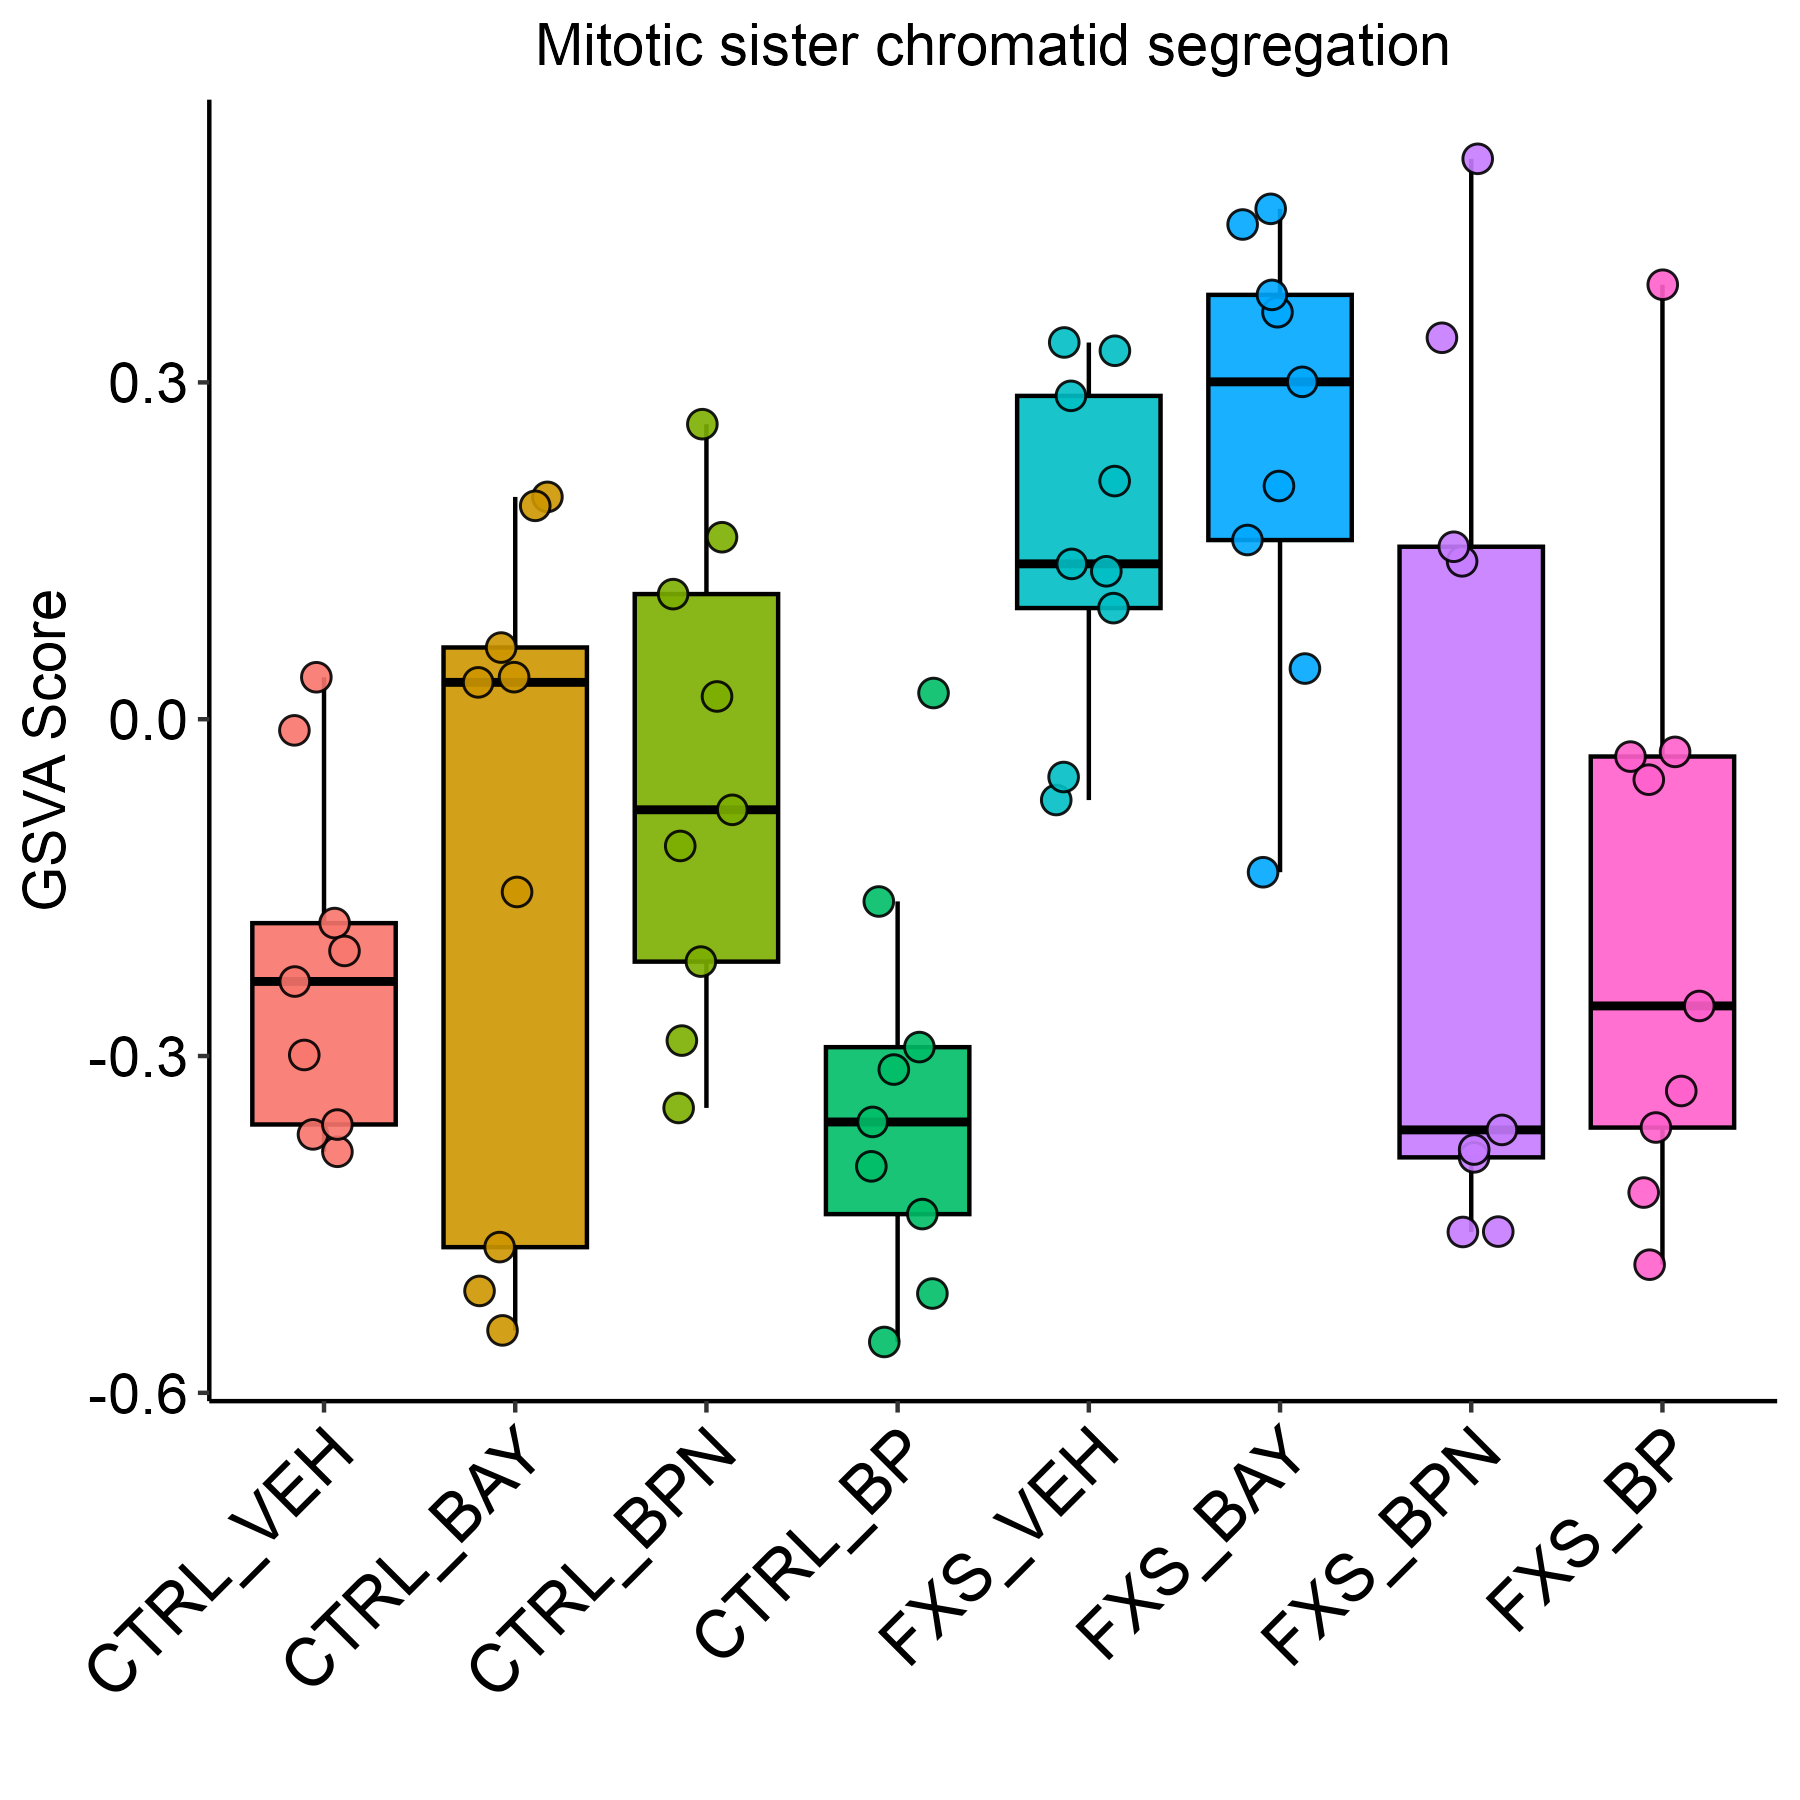 Mitotic sister chromatid segregation
GSVA Score
0.3
0.0
-0.3
-0.6
CTRL_VEH
CTRL_BAY
CTRL_BPN
CTRL_BP
FXS_VEH
FXS_BAY
FXS_BPN
FXS_BP